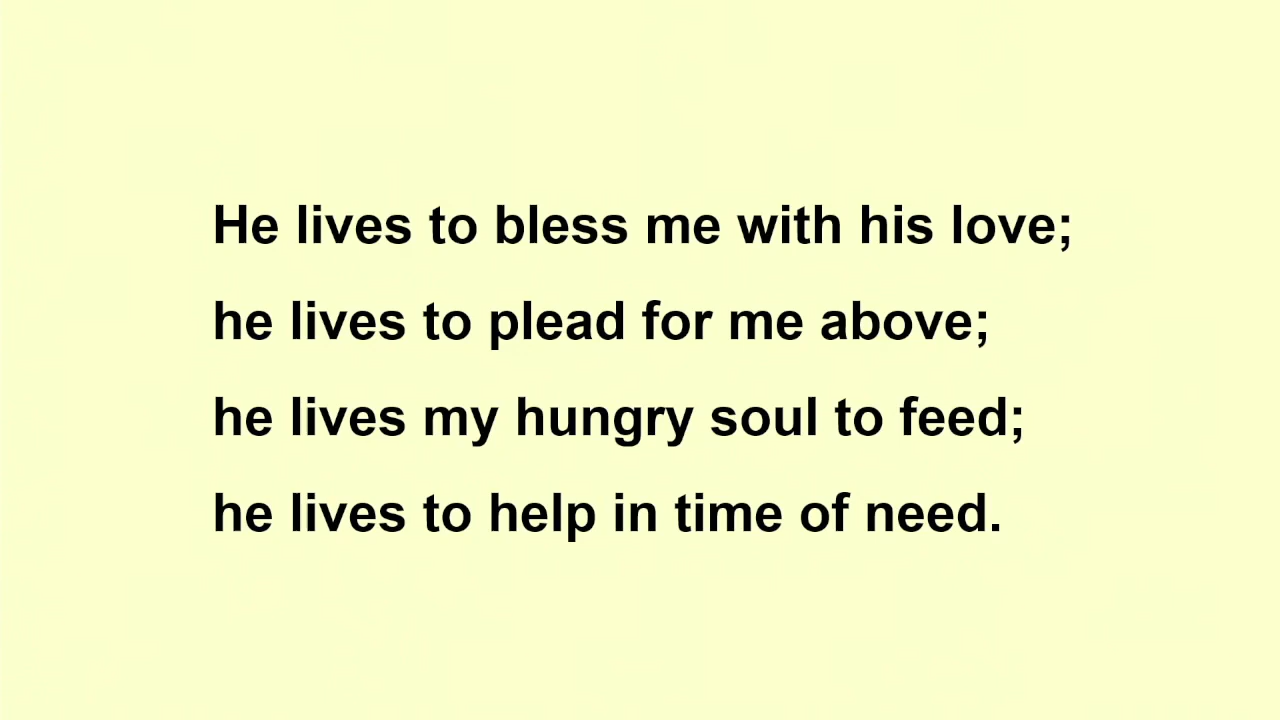 He lives to bless me with his love;
he lives to plead for me above;
he lives my hungry soul to feed;
he lives to help in time of need.